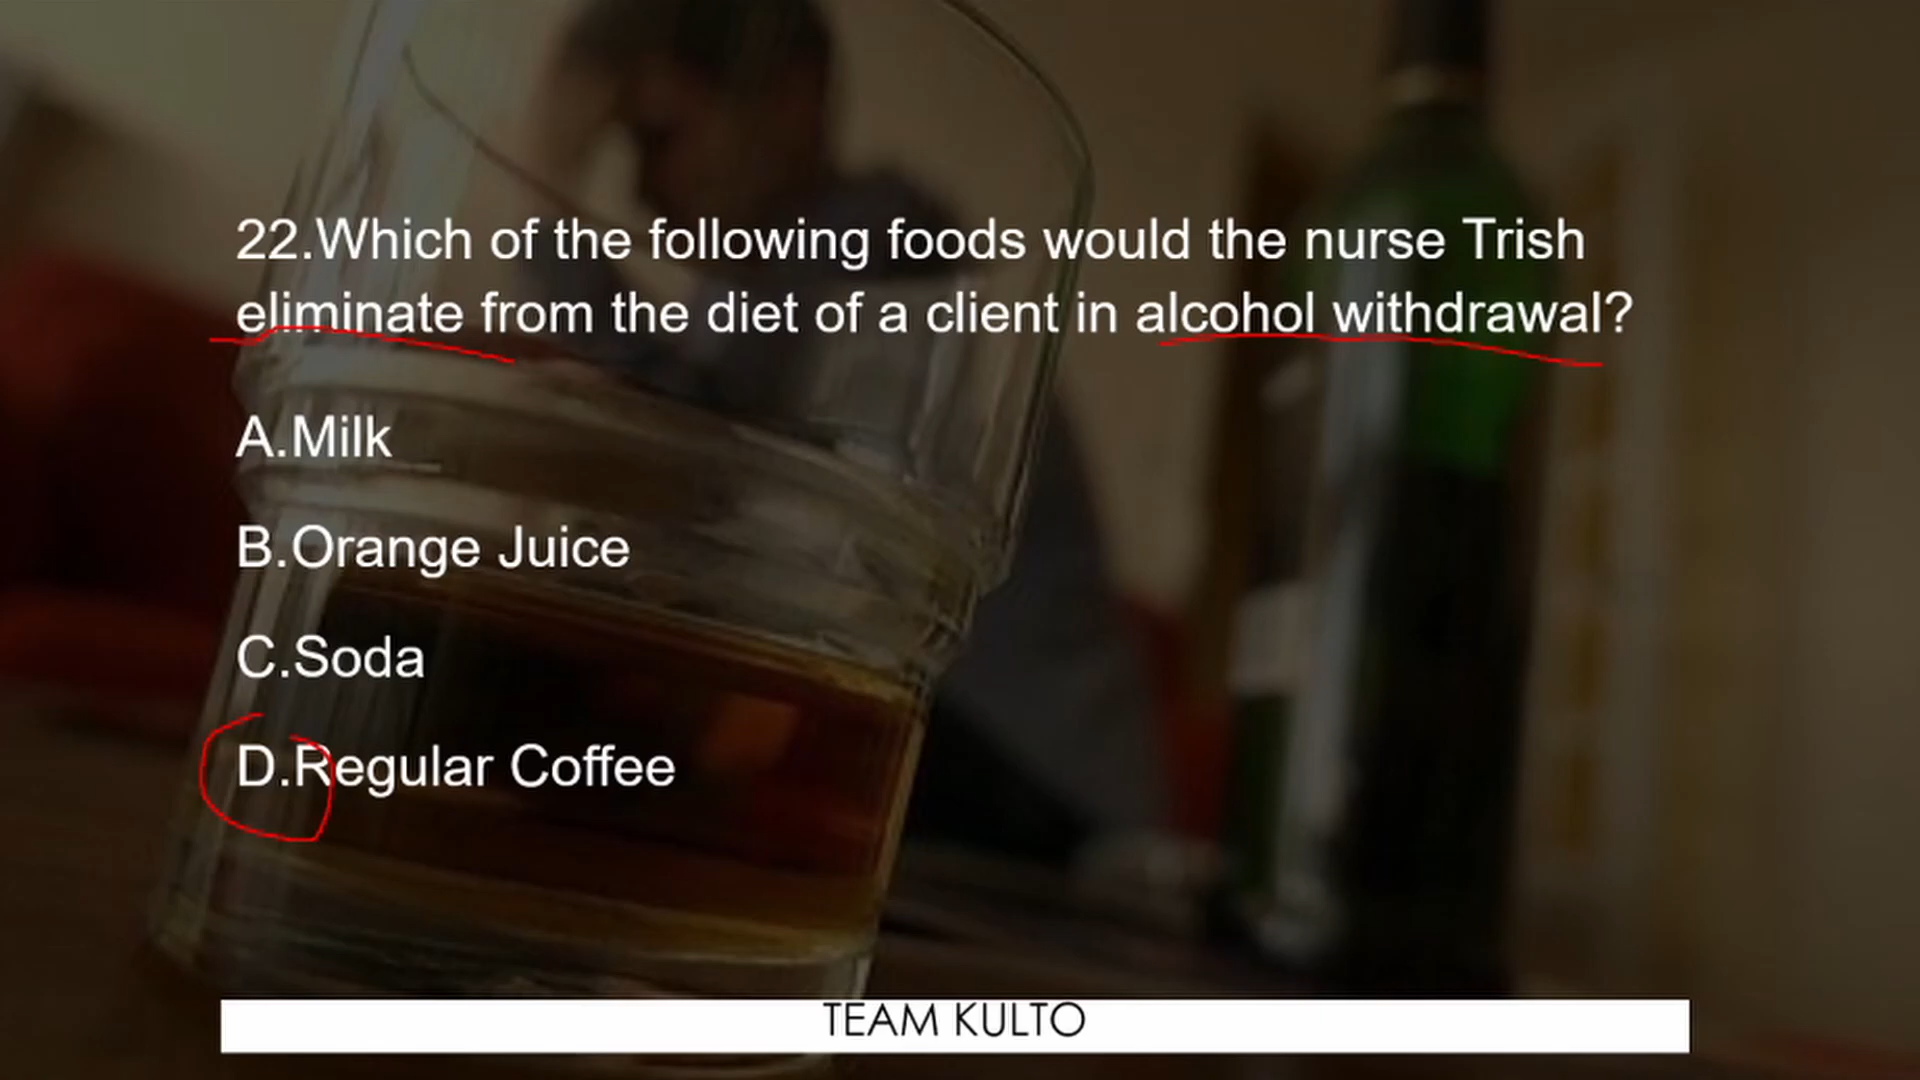 22.Which of the following foods would the nurse Trish
eliminate from the diet of a client in alcohol withdrawal?
A.Milk
B.Orange Juice
C.Soda
D.Regular Coffee
TEAM KULTO